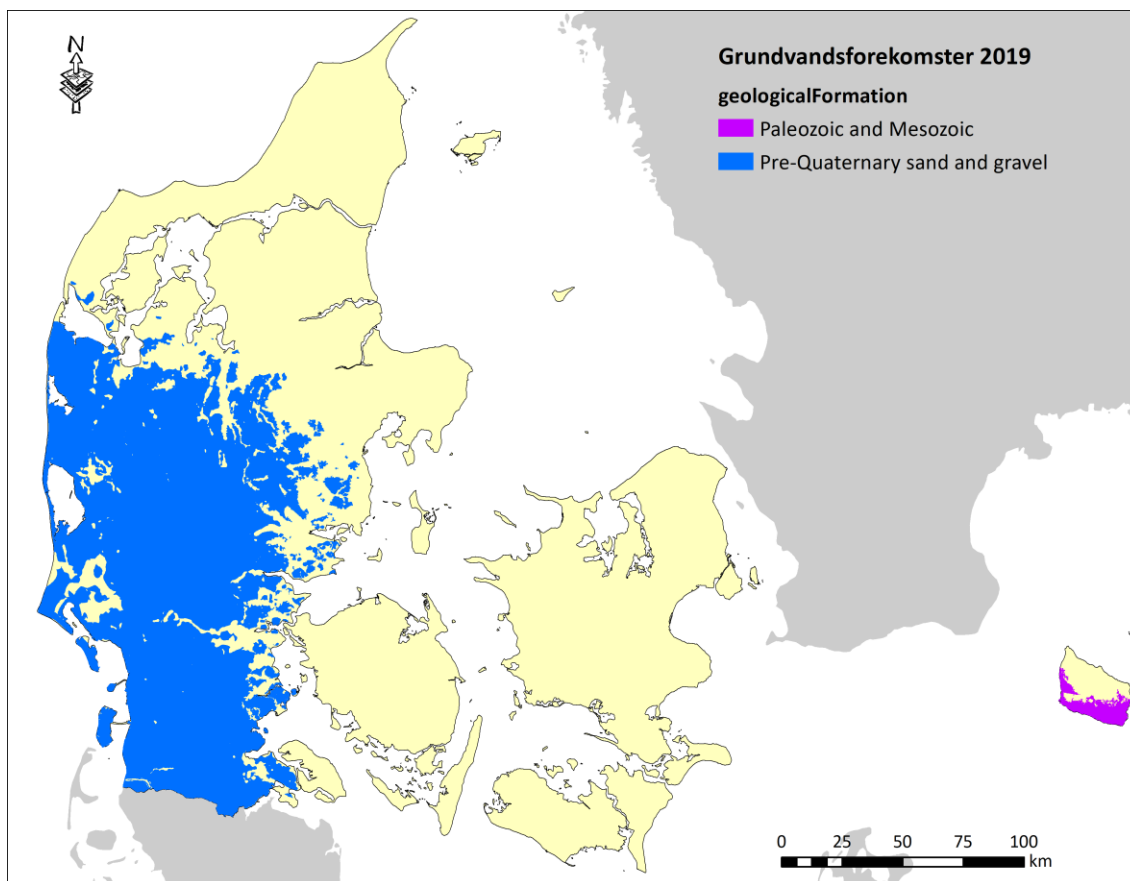 N
Grundvandsforekomster 2019
geologicalFormation
Paleozoic and Mesozoic
Pre-Quaternary sand and gravel
0 25 50 75 100
km